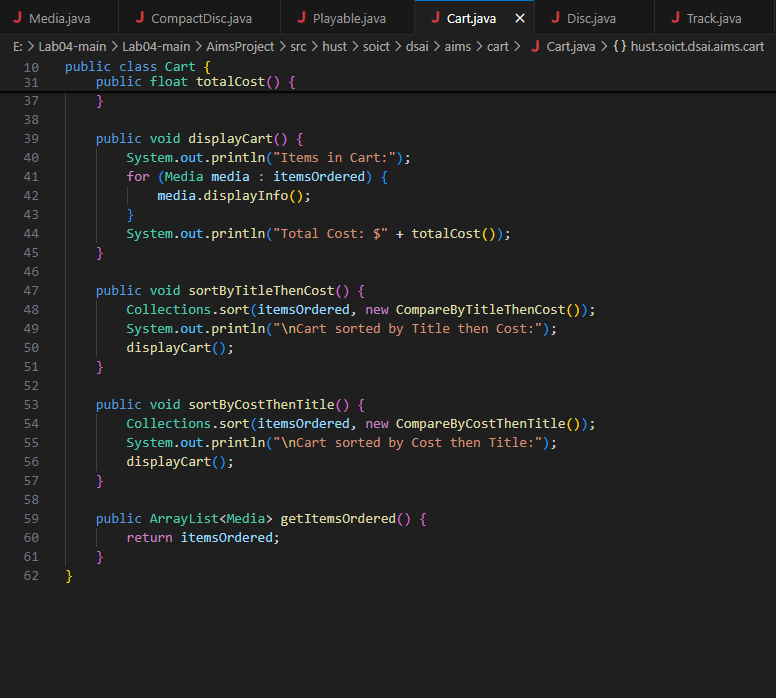 Media.java CompactDisc.java Playable.java Cart.java × Disc.java Track.java
E: > Lab04-main > Lab04-main > AimsProject > src > hust > soict > dsai > aims > cart > Cart.java > {} hust.soict.dsai.aims.cart
10 public class Cart {
31 public float totalCost() {
37 }
38
39 public void displayCart() {
40 System.out.println("Items in Cart:");
41 for (Media media : itemsOrdered) {
42 media.displayInfo();
43 }
44 System.out.println("Total Cost: $" + totalCost());
45 }
46
47 public void sortByTitleThenCost() {
48 Collections.sort(itemsOrdered, new CompareByTitleThenCost());
49 System.out.println("\nCart sorted by Title then Cost:");
50 displayCart();
51 }
52
53 public void sortByCostThenTitle() {
54 Collections.sort(itemsOrdered, new CompareByCostThenTitle());
55 System.out.println("\nCart sorted by Cost then Title:");
56 displayCart();
57 }
58
59 public ArrayList<Media> getItemsOrdered() {
60 return itemsOrdered;
61 }
62 }